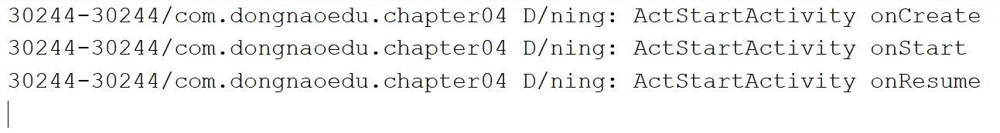 30244-30244/com.dongnaoedu.chapter04 D/ning: ActStartActivity onCreate
30244-30244/com.dongnaoedu.chapter04 D/ning: ActStartActivity onStart
30244-30244/com.dongnaoedu.chapter04 D/ning: ActStartActivity onResume